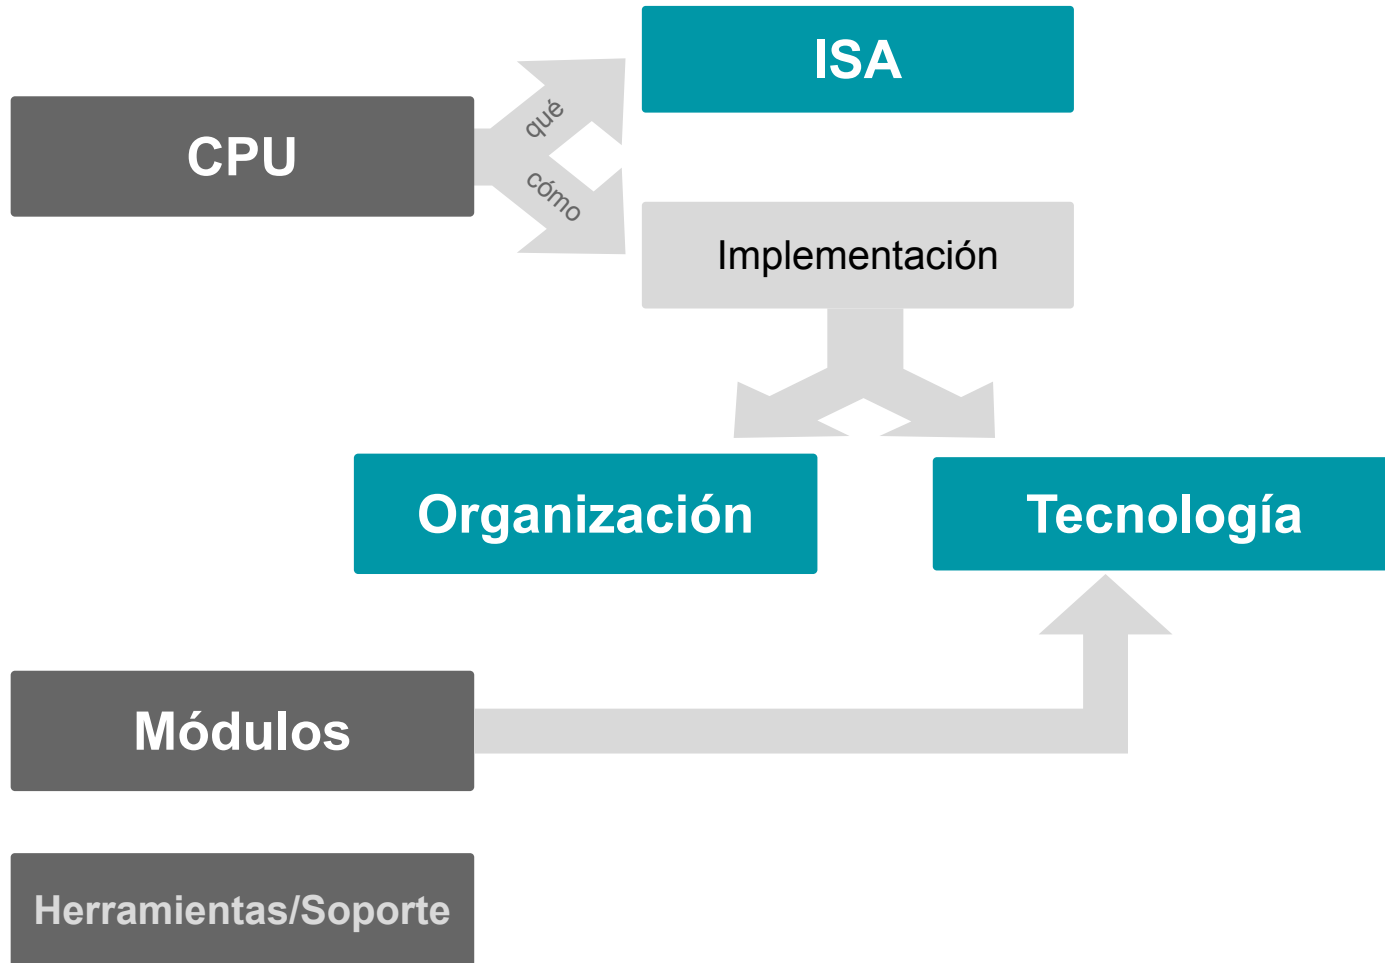 ISA
CPU
qué
cómo
Implementación
Organización
Tecnología
Módulos
Herramientas/Soporte